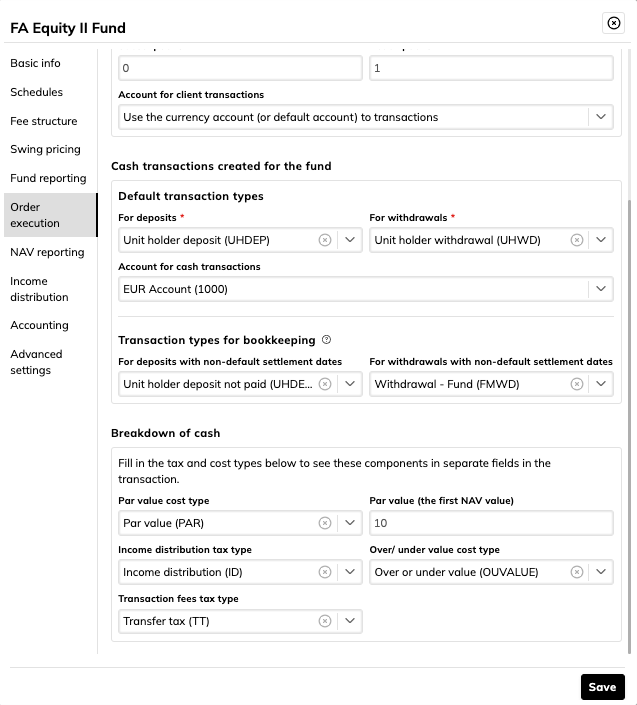 FA Equity II Fund
Basic info
Schedules
Fee structure
Swing pricing
Fund reporting
Order
execution
NAV reporting
Income
distribution
Accounting
Advanced
settings
0
1
Account for client transactions
Use the currency account (or default account) to transactions
Cash transactions created for the fund
Default transaction types
For deposits *
For withdrawals *
Unit holder deposit (UHDEP)
Unit holder withdrawal (UHWD)
Account for cash transactions
EUR Account (1000)
Transaction types for bookkeeping ?
For deposits with non-default settlement dates
For withdrawals with non-default settlement dates
Unit holder deposit not paid (UHDE...
Withdrawal - Fund (FMWD)
Breakdown of cash
Fill in the tax and cost types below to see these components in separate fields in the
transaction.
Par value cost type
Par value (the first NAV value)
Par value (PAR)
10
Income distribution tax type
Over/ under value cost type
Income distribution (ID)
Over or under value (OUVALUE)
Transaction fees tax type
Transfer tax (TT)
Save